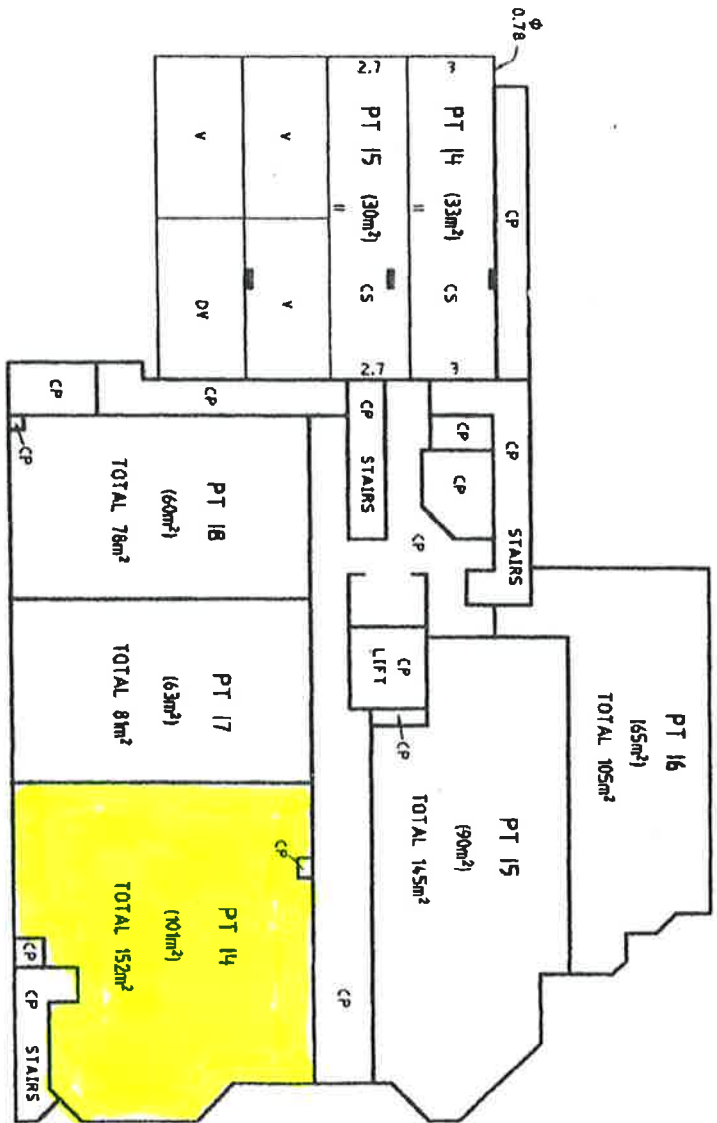 Φ
0.78
2.7
3
PT 15 (30m²) CS
11
2.7
PT 14 (33m²) CS
11
3
CP
V
V
DV
V
CP
CP
CP
CP STAIRS
CP
CP
CP STAIRS
CP
PT 18
(60m²)
TOTAL 78m²
PT 17
(63m²)
TOTAL 81m²
CP
LIFT
CP
PT 16
(65m²)
TOTAL 105m²
PT 15
(90m²)
TOTAL 145m²
CP
PT 14
(101m²)
TOTAL 152m²
CP
CP
CP STAIRS